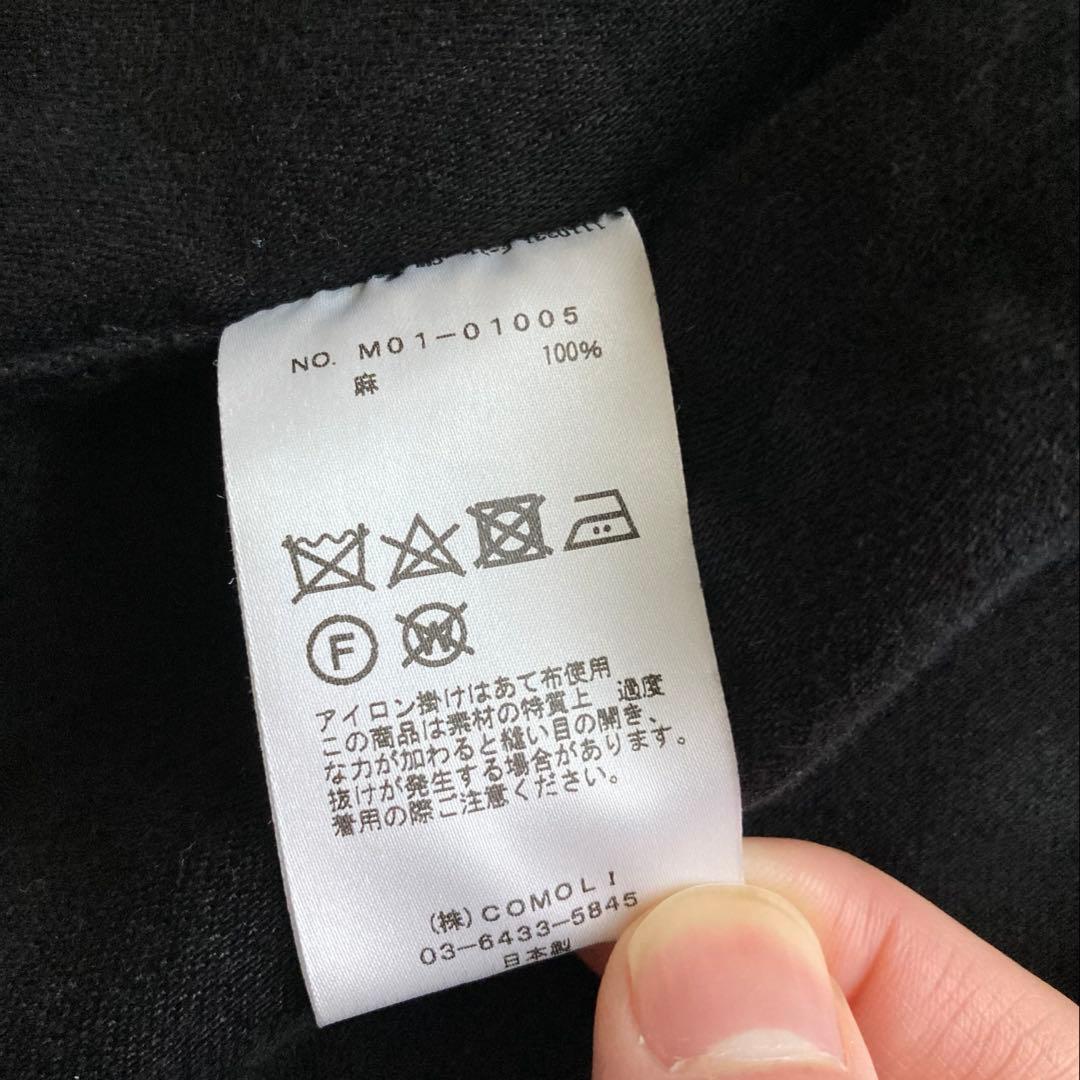 NO. M01-01005
麻 100%
F
W
アイロン掛けはあて布使用
この商品は素材の特質上 過度
な力が加わると縫い目の開き、
抜けが発生する場合があります。
着用の際ご注意ください。
(株)COMOLI
03-6433-5845
日本製